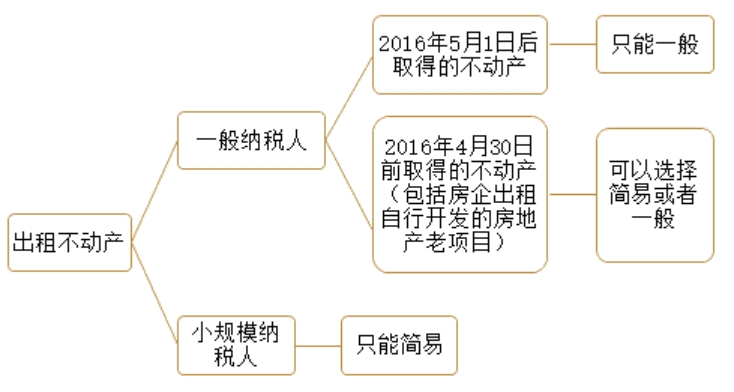 出租不动产
一般纳税人
2016年5月1日后
取得的不动产
只能一般
2016年4月30日
前取得的不动产
（包括房企出租
自行开发的房地
产老项目）
可以选择
简易或者
一般
小规模纳
税人
只能简易